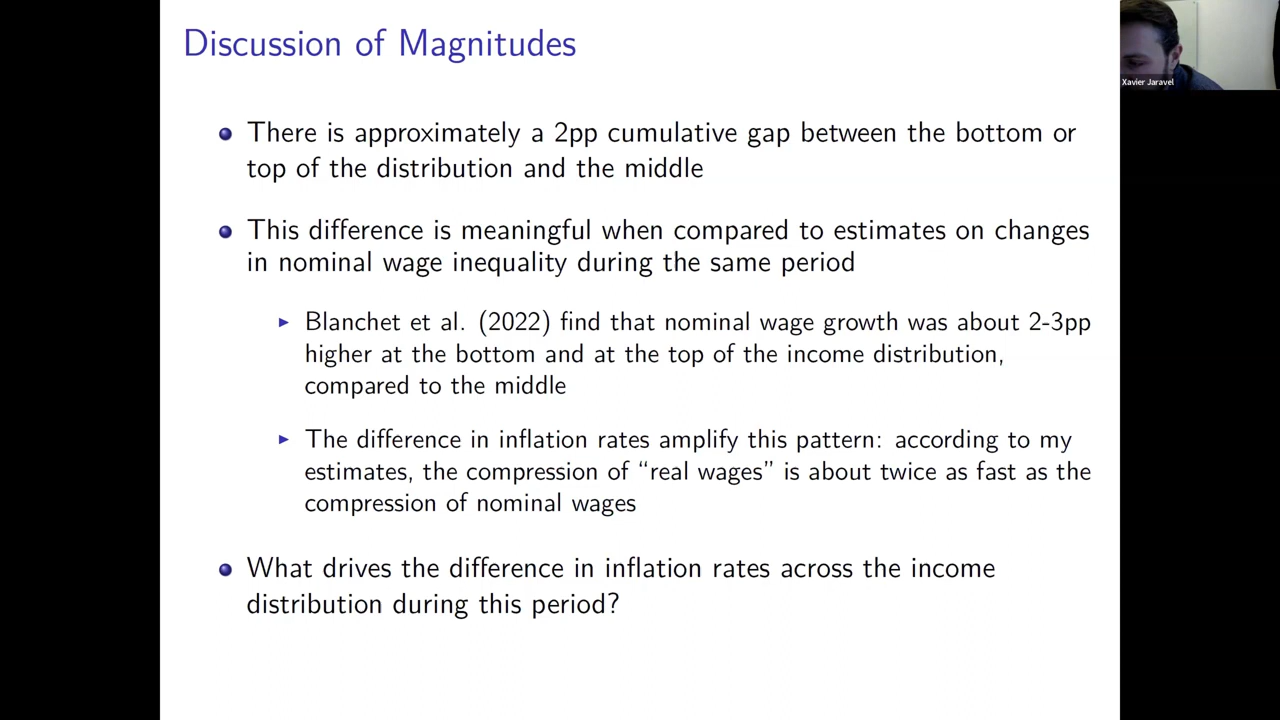 Discussion of Magnitudes
Xavier Jaravel
There is approximately a 2pp cumulative gap between the bottom or
top of the distribution and the middle
This difference is meaningful when compared to estimates on changes
in nominal wage inequality during the same period
Blanchet et al. (2022) find that nominal wage growth was about 2-3pp
higher at the bottom and at the top of the income distribution,
compared to the middle
The difference in inflation rates amplify this pattern: according to my
estimates, the compression of “real wages” is about twice as fast as the
compression of nominal wages
What drives the difference in inflation rates across the income
distribution during this period?